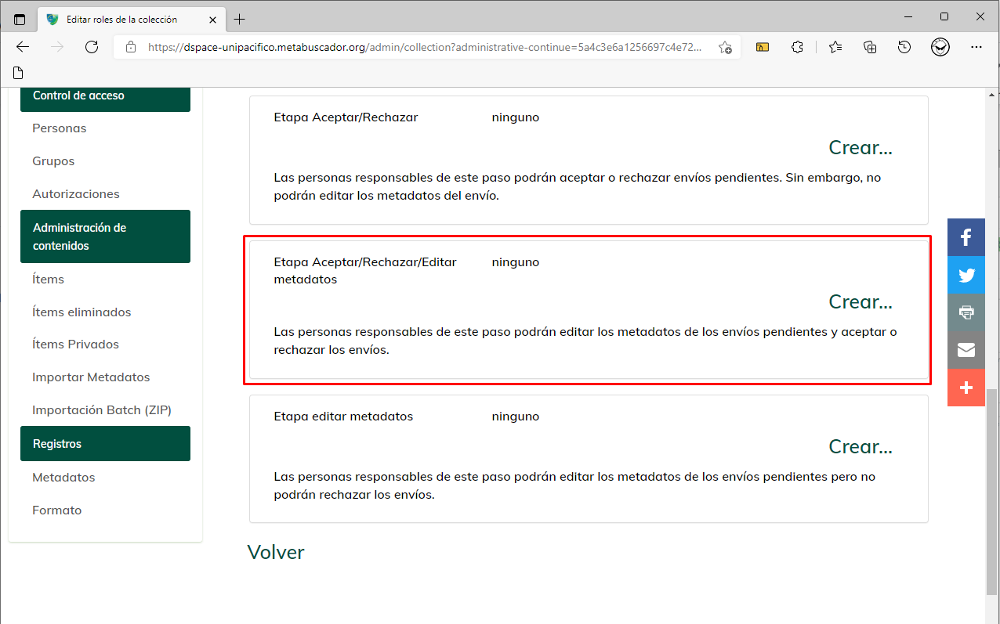 Editar roles de la colección
https://dspace-unipacifico.metabuscador.org/admin/collection?administrative-continue=5a4c3e6a1256697c4e72...
Control de acceso
Personas
Grupos
Autorizaciones
Administración de
contenidos
Ítems
Ítems eliminados
Ítems Privados
Importar Metadatos
Importación Batch (ZIP)
Registros
Metadatos
Formato
Etapa Aceptar/Rechazar ninguno
Crear...
Las personas responsables de este paso podrán aceptar o rechazar envíos pendientes. Sin embargo, no
podrán editar los metadatos del envío.
Etapa Aceptar/Rechazar/Editar ninguno
metadatos
Crear...
Las personas responsables de este paso podrán editar los metadatos de los envíos pendientes y aceptar o
rechazar los envíos.
Etapa editar metadatos ninguno
Crear...
Las personas responsables de este paso podrán editar los metadatos de los envíos pendientes pero no
podrán rechazar los envíos.
Volver